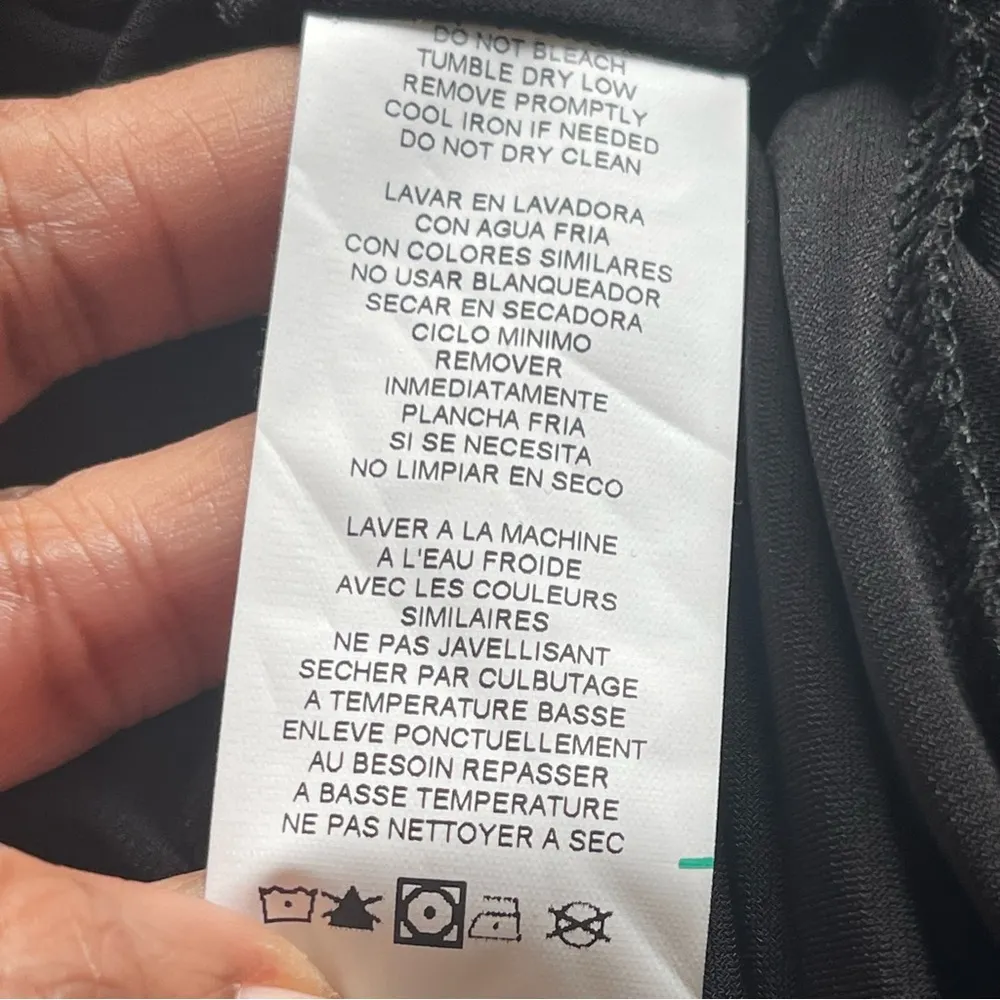 DO NOT BLEACH
TUMBLE DRY LOW
REMOVE PROMPTLY
COOL IRON IF NEEDED
DO NOT DRY CLEAN
LAVAR EN LAVADORA
CON AGUA FRIA
CON COLORES SIMILARES
NO USAR BLANQUEADOR
SECAR EN SECADORA
CICLO MINIMO
REMOVER
INMEDIATAMENTE
PLANCHA FRIA
SI SE NECESITA
NO LIMPIAR EN SECO
LAVER A LA MACHINE
A L'EAU FROIDE
AVEC LES COULEURS
SIMILAIRES
NE PAS JAVELLISANT
SECHER PAR CULBUTAGE
A TEMPERATURE BASSE
ENLEVE PONCTUELLEMENT
AU BESOIN REPASSER
A BASSE TEMPERATURE
NE PAS NETTOYER A SEC